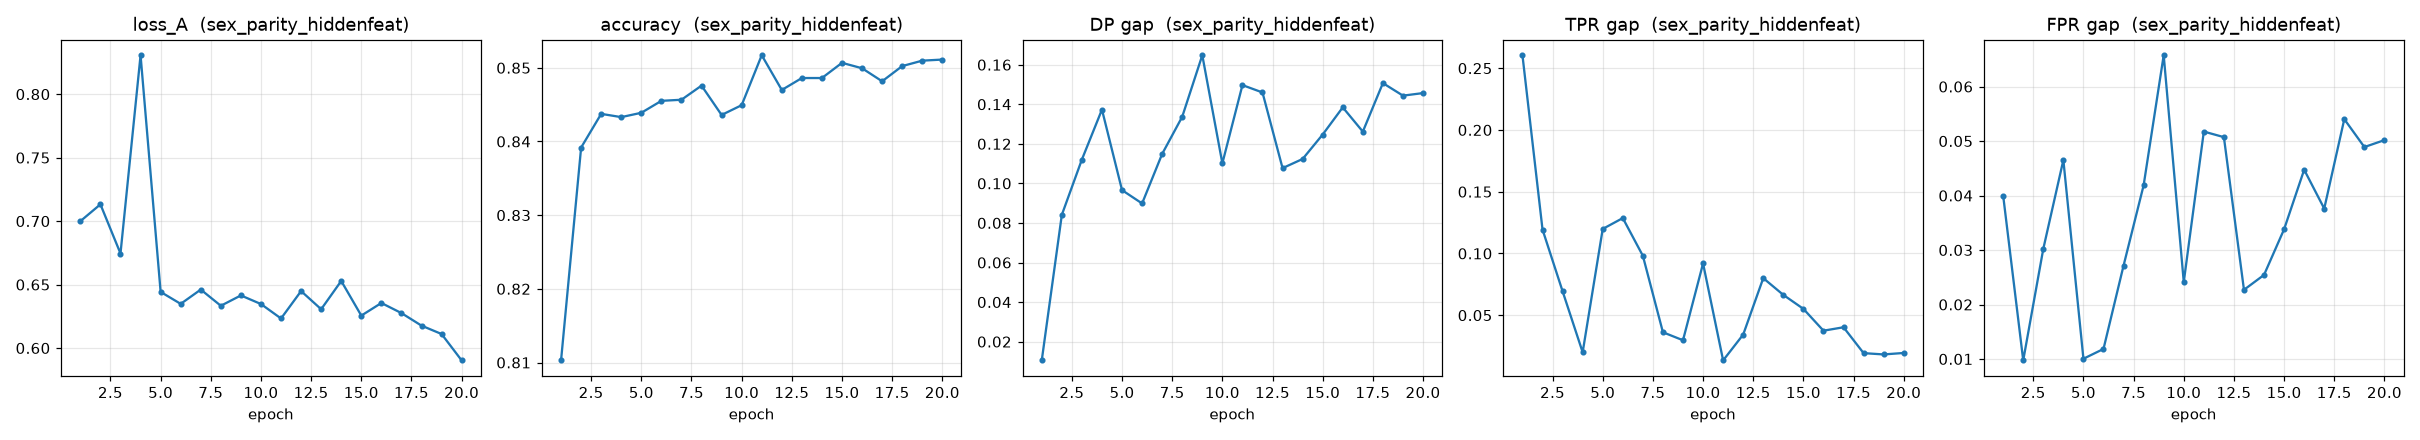 loss_A  (sex_parity_hiddenfeat)
0.80
0.75
0.70
0.65
0.60
2.5 5.0 7.5 10.0 12.5 15.0 17.5 20.0
epoch
accuracy  (sex_parity_hiddenfeat)
0.85
0.84
0.83
0.82
0.81
2.5 5.0 7.5 10.0 12.5 15.0 17.5 20.0
epoch
DP gap  (sex_parity_hiddenfeat)
0.16
0.14
0.12
0.10
0.08
0.06
0.04
0.02
2.5 5.0 7.5 10.0 12.5 15.0 17.5 20.0
epoch
TPR gap  (sex_parity_hiddenfeat)
0.25
0.20
0.15
0.10
0.05
2.5 5.0 7.5 10.0 12.5 15.0 17.5 20.0
epoch
FPR gap  (sex_parity_hiddenfeat)
0.06
0.05
0.04
0.03
0.02
0.01
2.5 5.0 7.5 10.0 12.5 15.0 17.5 20.0
epoch